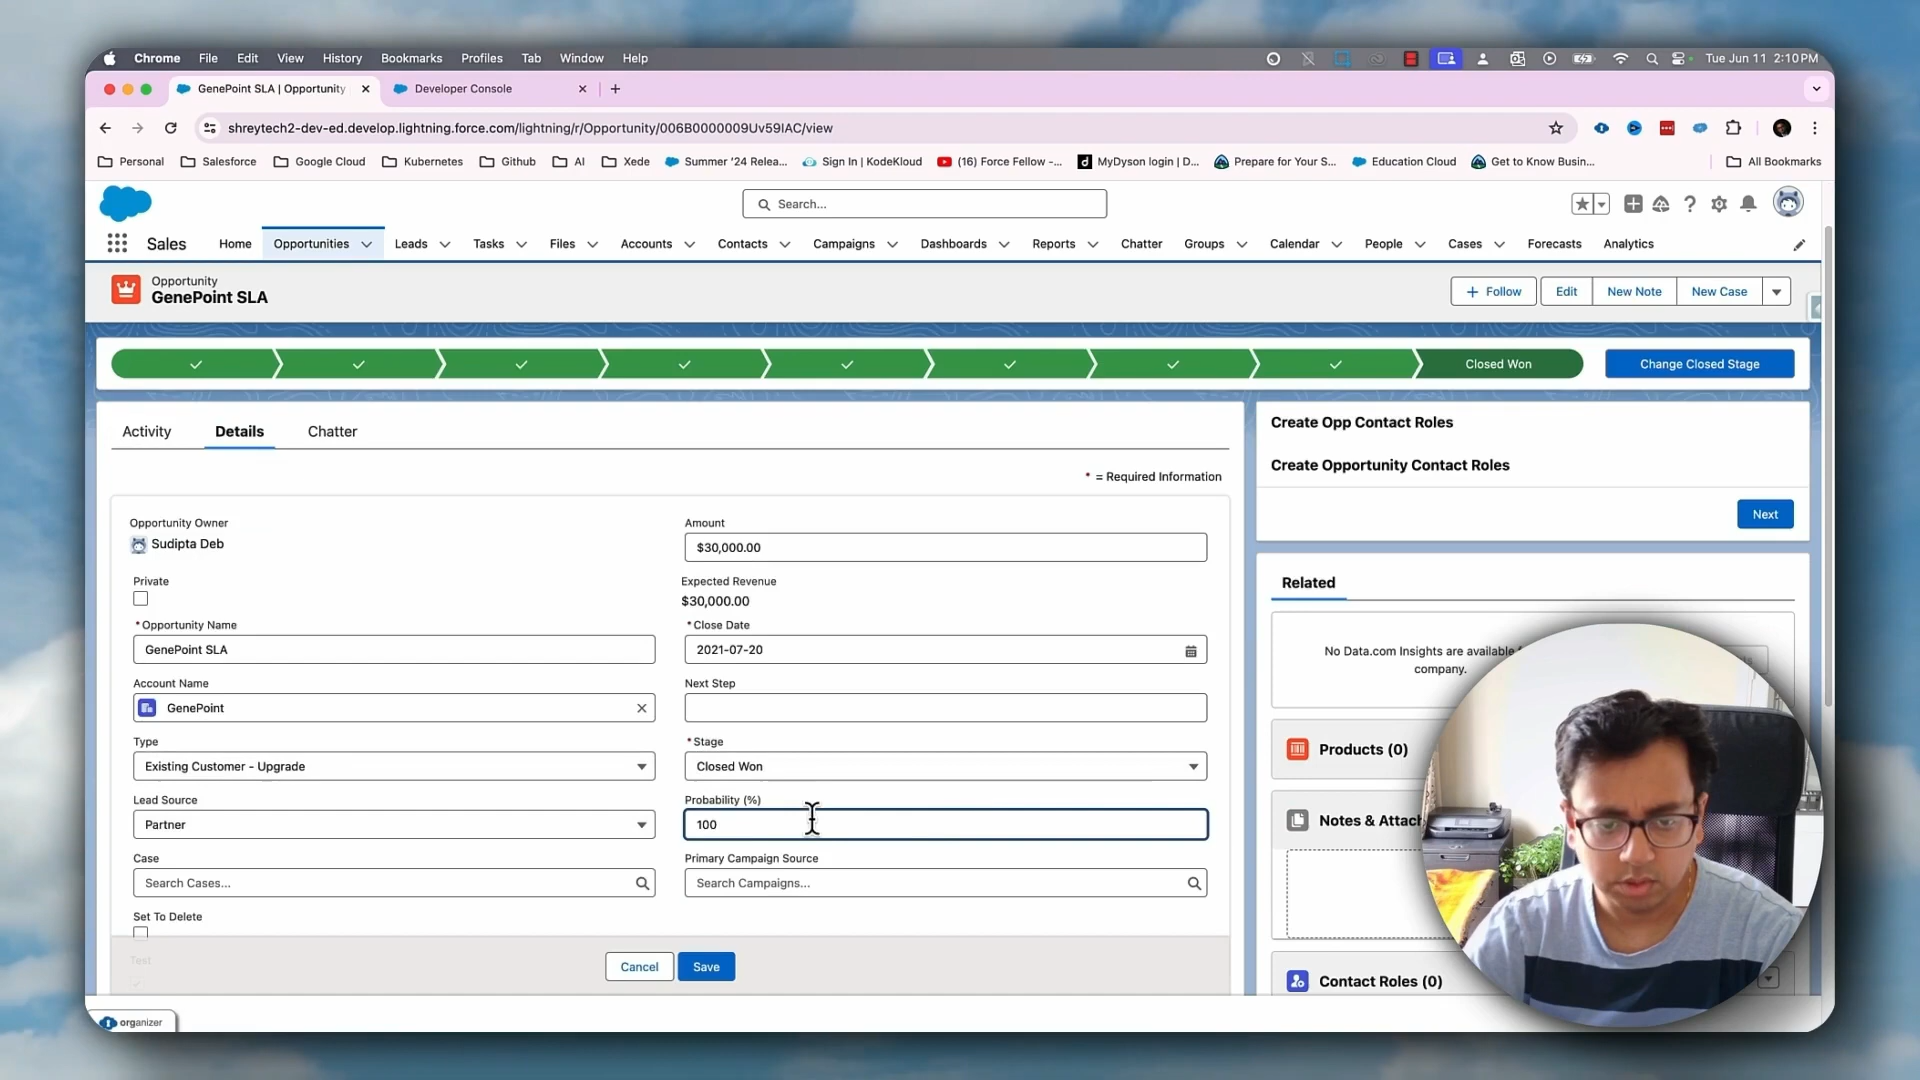 Chrome File Edit View History Bookmarks Profiles Tab Window Help Tue Jun 11 2:10 PM
GenePoint SLA | Opportunity Developer Console
shreytech2-dev-ed.develop.lightning.force.com/lightning/r/Opportunity/006B0000009Uv59IAC/view
Personal Salesforce Google Cloud Kubernetes Github AI Xede Summer '24 Relea... Sign In | KodeKloud (16) Force Fellow -... MyDyson login | D... Prepare for Your S... Education Cloud Get to Know Busin... All Bookmarks
Search...
Sales Home Opportunities Leads Tasks Files Accounts Contacts Campaigns Dashboards Reports Chatter Groups Calendar People Cases Forecasts Analytics
Opportunity
GenePoint SLA
+ Follow Edit New Note New Case
Closed Won Change Closed Stage
Activity Details Chatter
* = Required Information
Opportunity Owner
Sudipta Deb
Amount
$30,000.00
Private
Expected Revenue
$30,000.00
* Opportunity Name
GenePoint SLA
* Close Date
2021-07-20
Account Name
GenePoint
Next Step
Type
Existing Customer - Upgrade
* Stage
Closed Won
Lead Source
Partner
Probability (%)
100
Case
Search Cases...
Primary Campaign Source
Search Campaigns...
Set To Delete
Test
Cancel Save
Create Opp Contact Roles
Create Opportunity Contact Roles
Next
Related
No Data.com Insights are available
company.
Products (0)
Notes & Attach
Contact Roles (0)
organizer